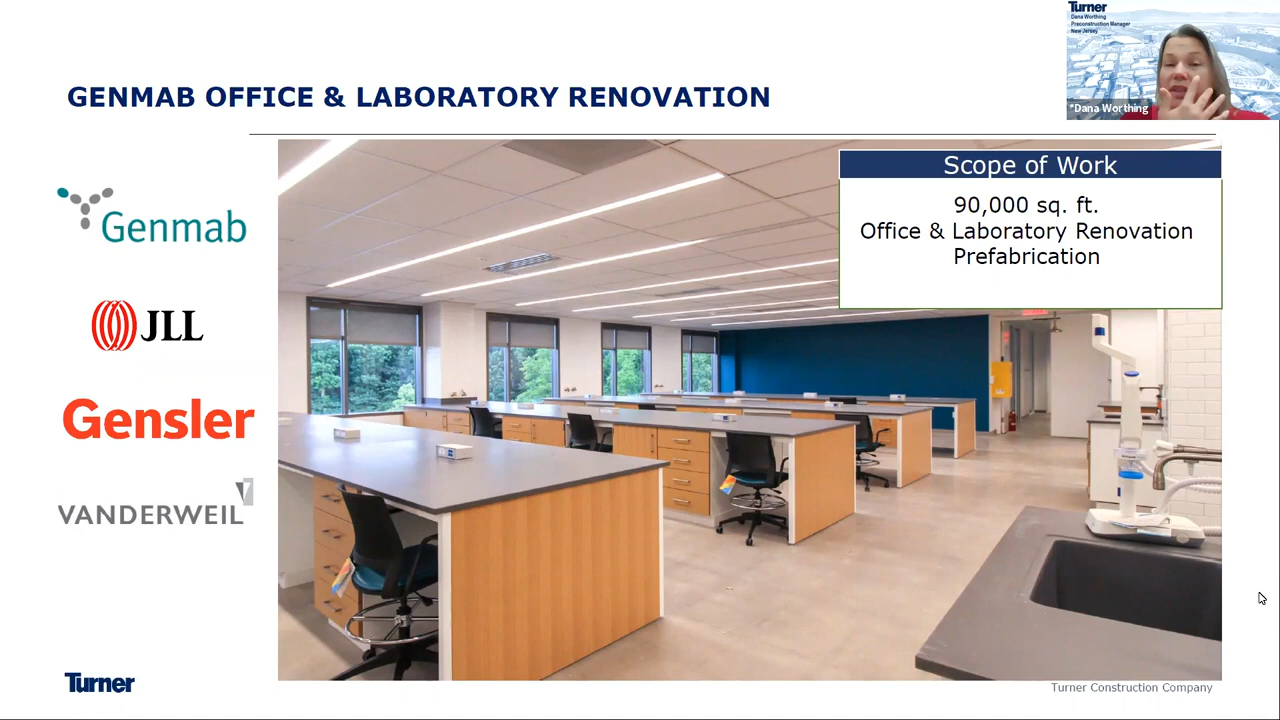 Turner
Dana Worthing
Preconstruction Manager
New Jersey
*Dana Worthing
GENMAB OFFICE & LABORATORY RENOVATION
Scope of Work
90,000 sq. ft.
Office & Laboratory Renovation
Prefabrication
Genmab
JLL
Gensler
VANDERWEIL
Turner
Turner Construction Company